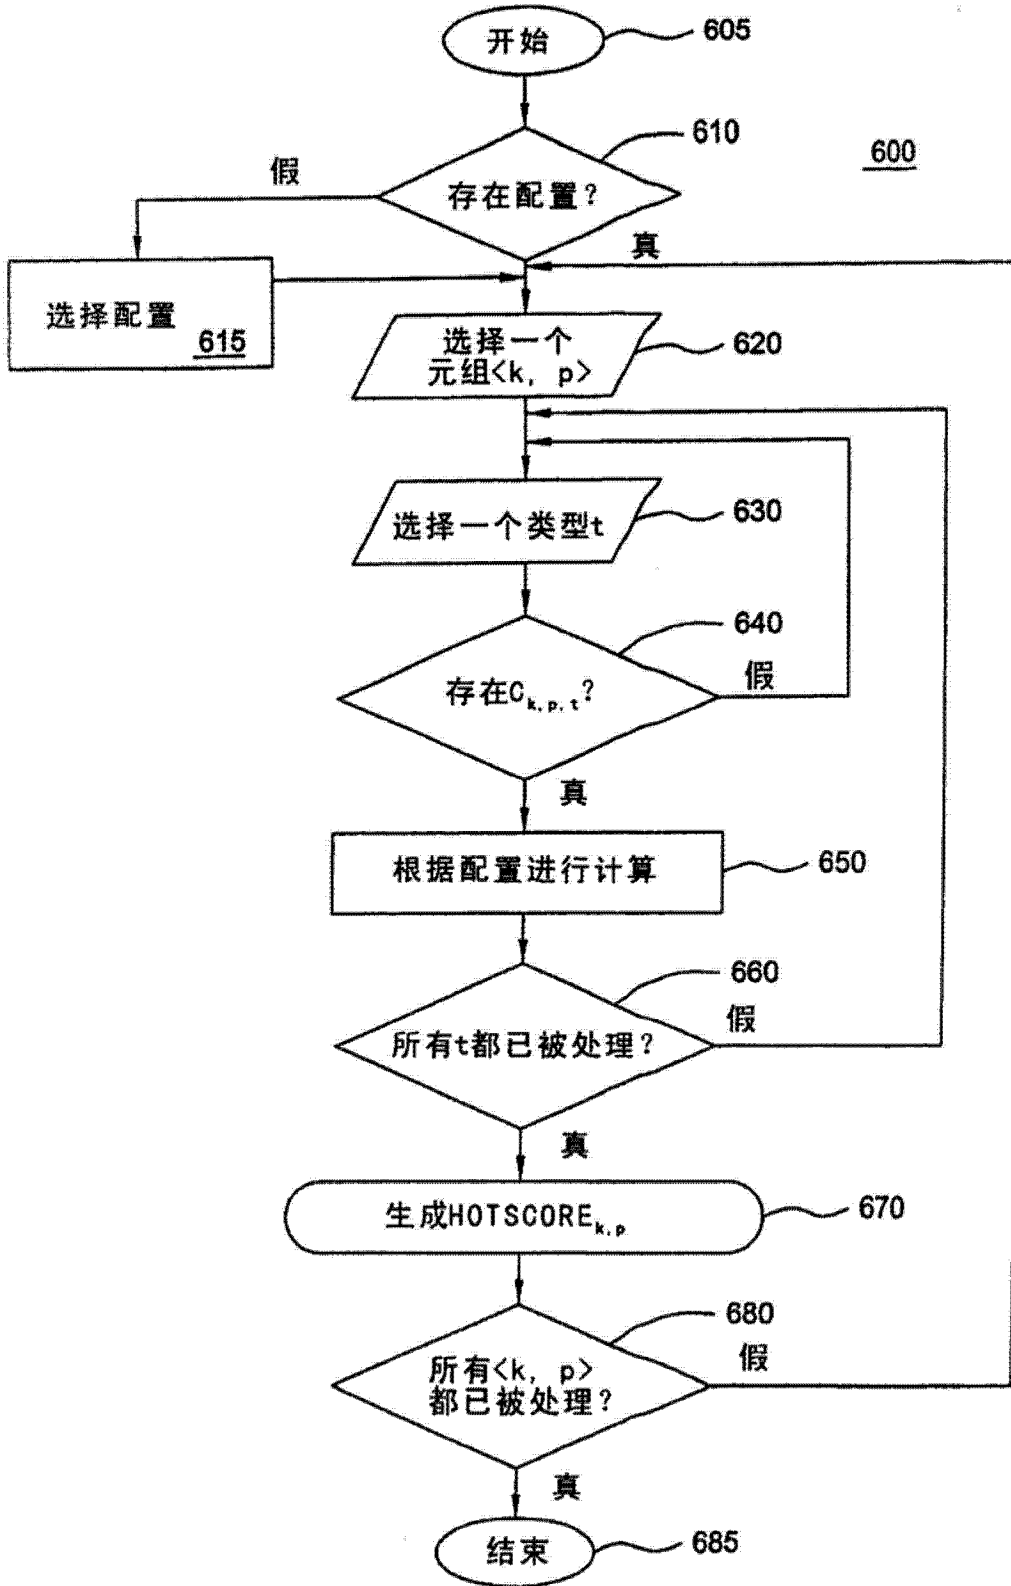 开始
605
610
600
假
存在配置?
真
选择配置
615
选择一个
元组<k, p>
620
选择一个类型t
630
640
存在C k, p, t?
假
真
根据配置进行计算
650
660
所有t都已被处理?
假
真
生成HOTSCORE k, p
670
680
所有<k, p>
都已被处理?
假
真
结束
685